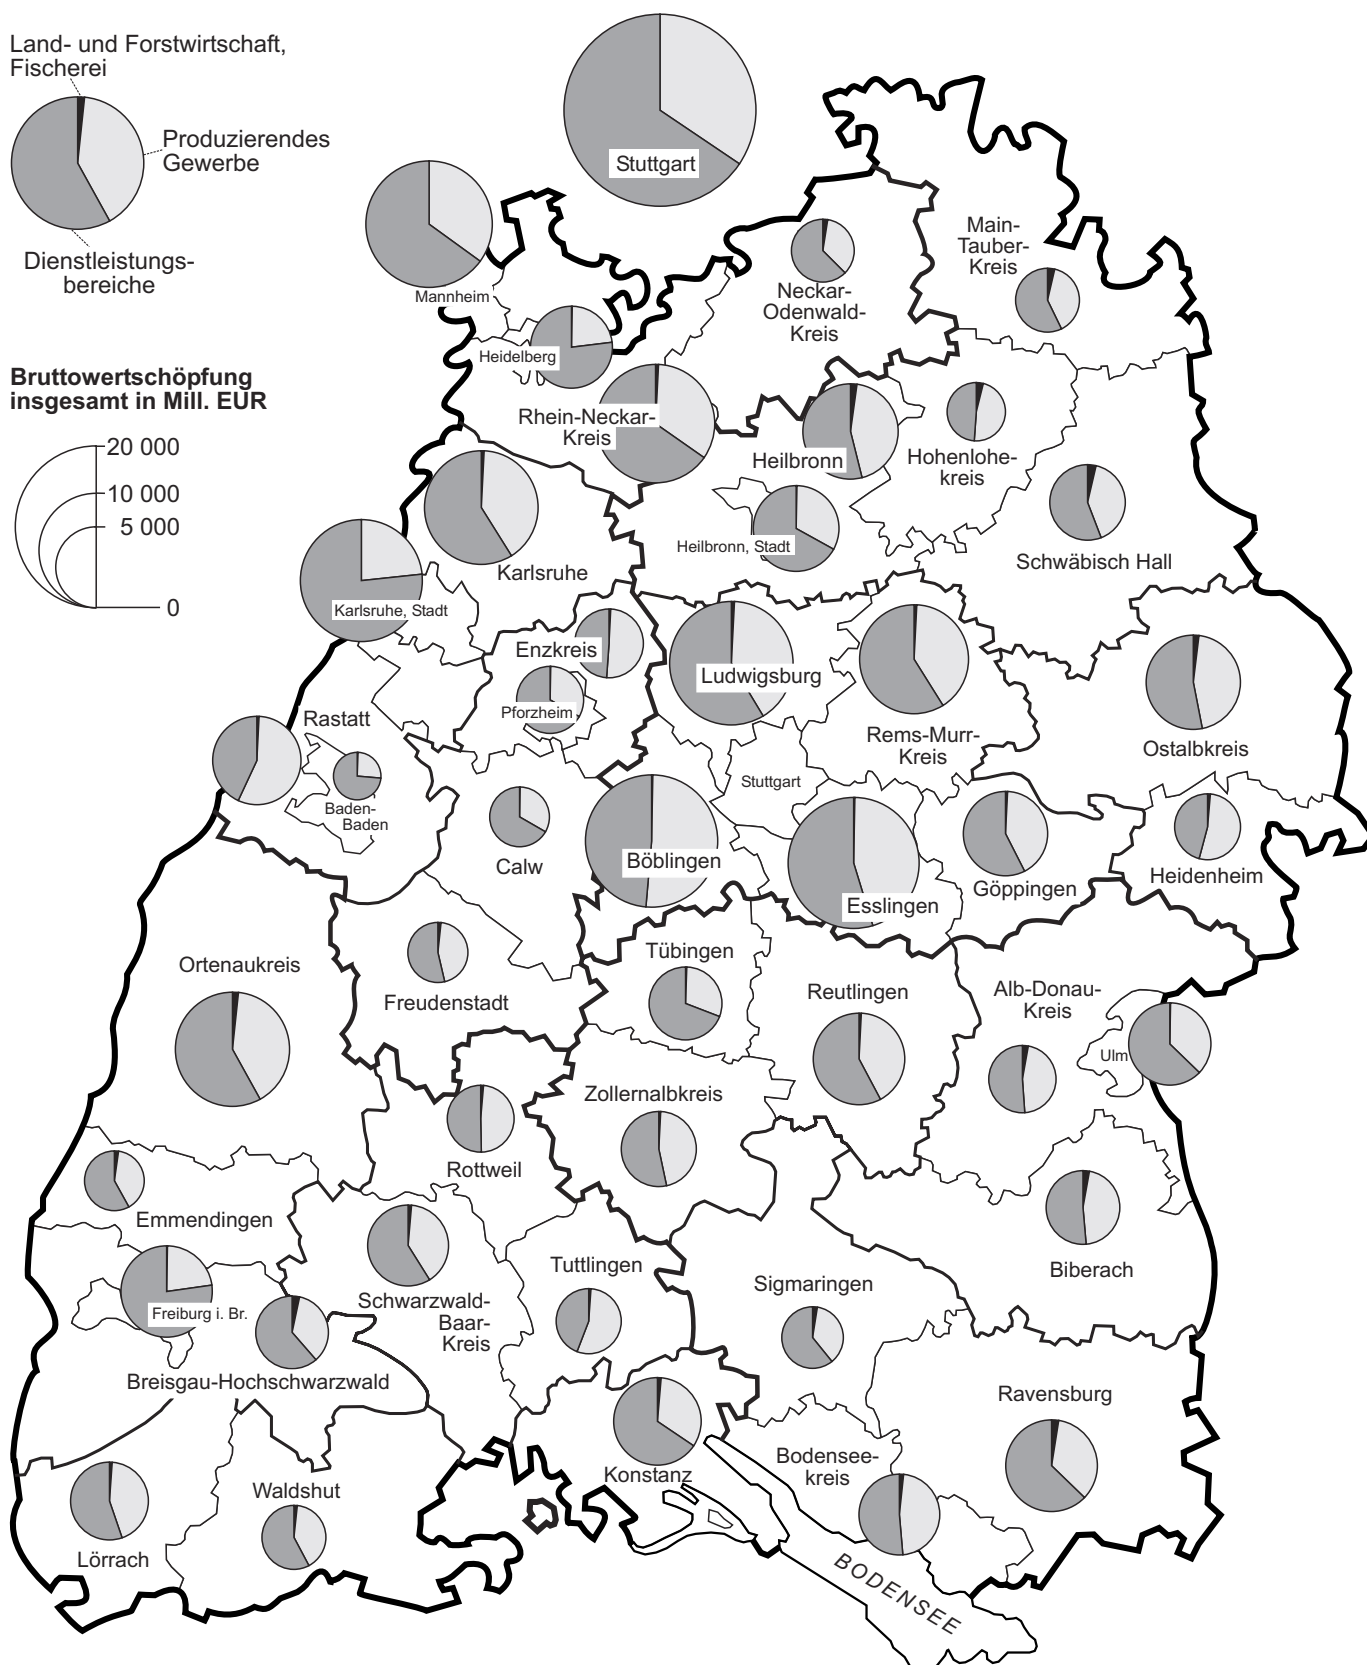 Land- und Forstwirtschaft,
Fischerei
Produzierendes
Gewerbe
Dienstleistungs-
bereiche
Bruttowertschöpfung
insgesamt in Mill. EUR
20 000
10 000
5 000
0
Stuttgart
Mannheim
Heidelberg
Rhein-Neckar-
Kreis
Neckar-
Odenwald-
Kreis
Main-
Tauber-
Kreis
Heilbronn
Hohenlohe-
kreis
Heilbronn, Stadt
Schwäbisch Hall
Karlsruhe
Karlsruhe, Stadt
Enzkreis
Pforzheim
Ludwigsburg
Rems-Murr-
Kreis
Ostalbkreis
Rastatt
Baden-
Baden
Stuttgart
Calw
Böblingen
Esslingen
Göppingen
Heidenheim
Ortenaukreis
Freudenstadt
Tübingen
Reutlingen
Alb-Donau-
Kreis
Ulm
Rottweil
Zollernalbkreis
Emmendingen
Freiburg i. Br.
Schwarzwald-
Baar-
Kreis
Tuttlingen
Sigmaringen
Biberach
Breisgau-Hochschwarzwald
Konstanz
Bodensee-
kreis
Ravensburg
Lörrach
Waldshut
BODENSEE